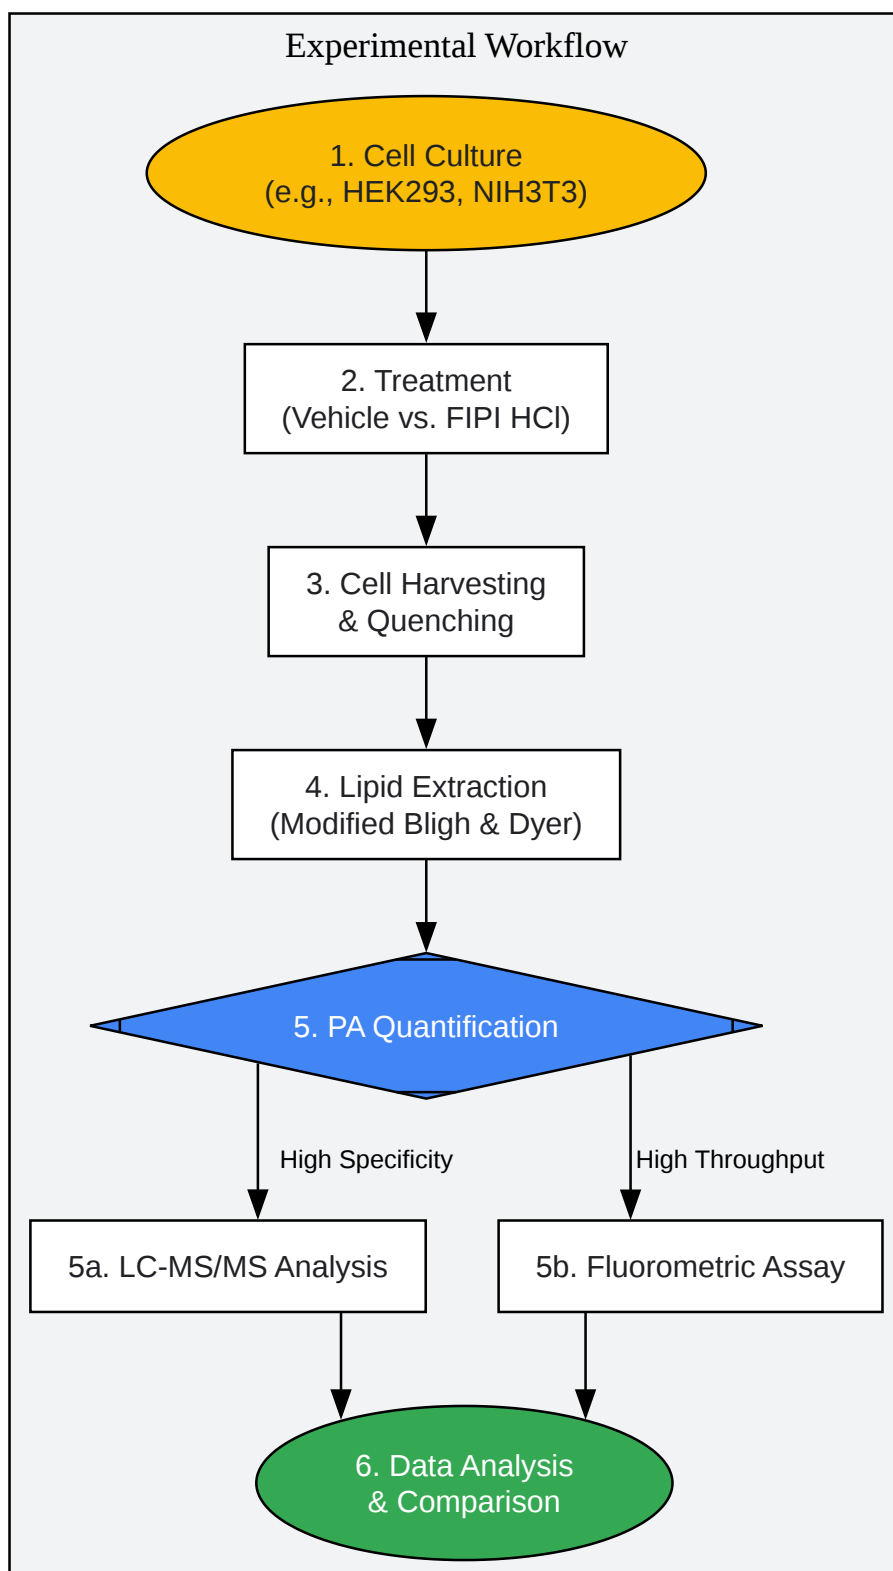 Experimental Workflow
1. Cell Culture
(e.g., HEK293, NIH3T3)
2. Treatment
(Vehicle vs. FIPI HCl)
3. Cell Harvesting
& Quenching
4. Lipid Extraction
(Modified Bligh & Dyer)
5. PA Quantification
High Specificity
High Throughput
5a. LC-MS/MS Analysis
5b. Fluorometric Assay
6. Data Analysis
& Comparison